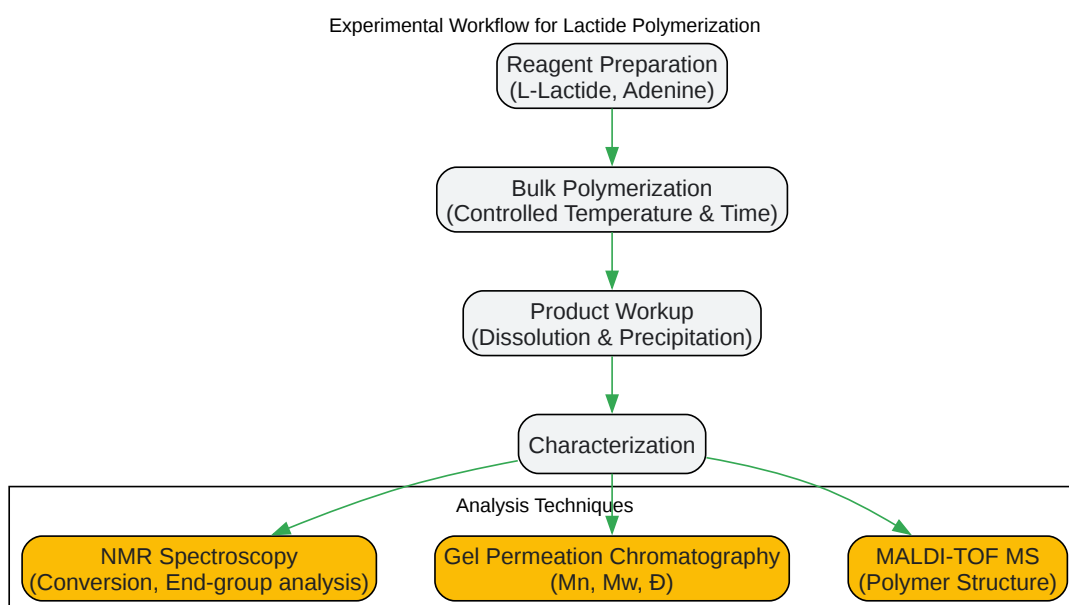 Experimental Workflow for Lactide Polymerization
Reagent Preparation
(L-Lactide, Adenine)
Bulk Polymerization
(Controlled Temperature & Time)
Product Workup
(Dissolution & Precipitation)
Characterization
Analysis Techniques
NMR Spectroscopy
(Conversion, End-group analysis)
Gel Permeation Chromatography
(Mn, Mw, Đ)
MALDI-TOF MS
(Polymer Structure)